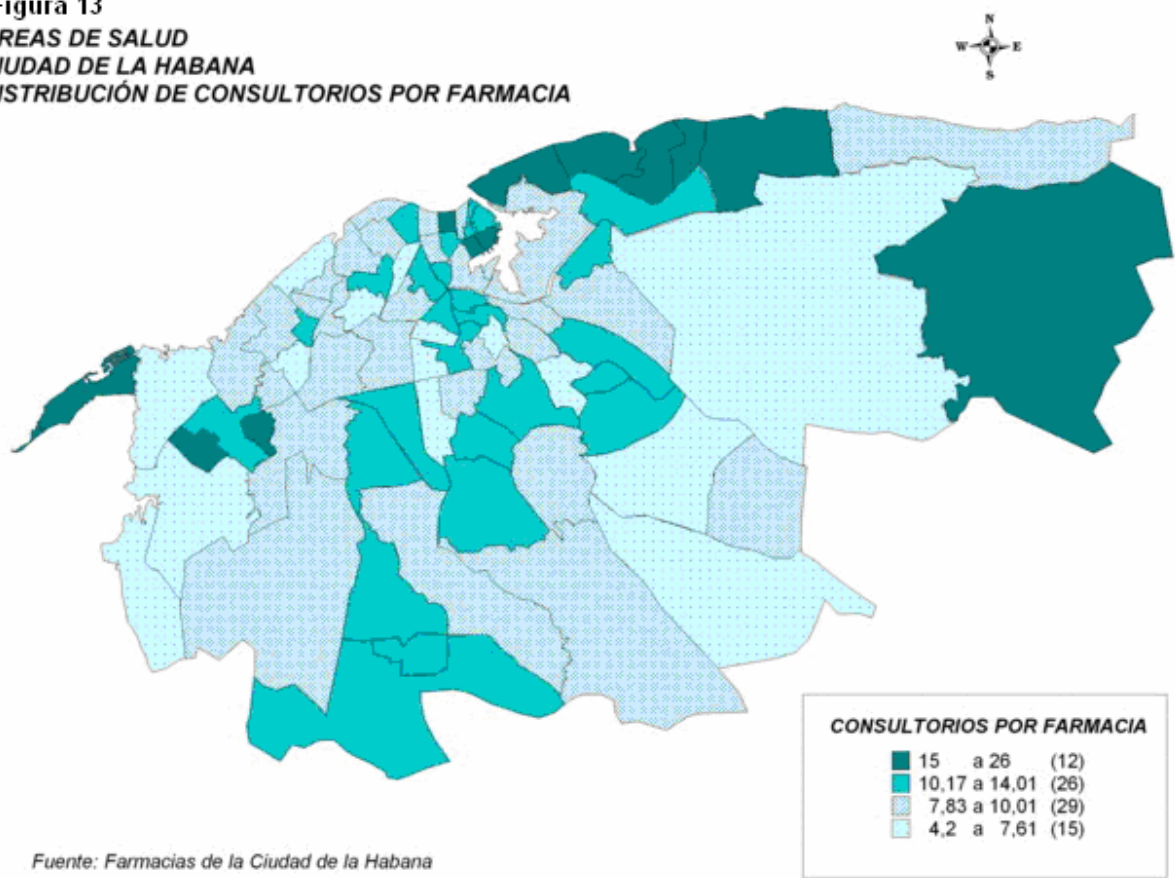 Figura 13
REAS DE SALUD
IUDAD DE LA HABANA
ISTRIBUCIÓN DE CONSULTORIOS POR FARMACIA
N
W E
S
CONSULTORIOS POR FARMACIA
15 a 26 (12)
10,17 a 14,01 (26)
7,83 a 10,01 (29)
4,2 a 7,61 (15)
Fuente: Farmacias de la Ciudad de la Habana